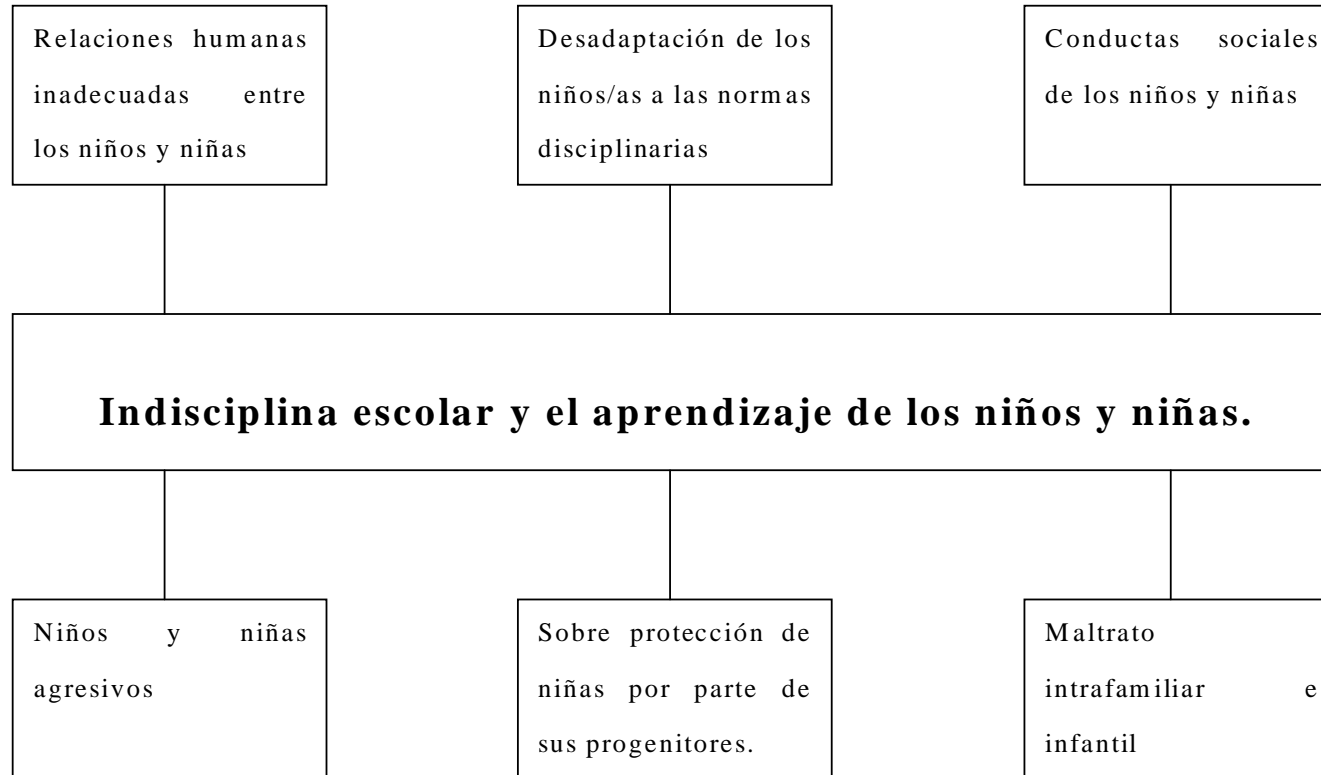 Relaciones humanas
inadecuadas entre
los niños y niñas
Desadaptación de los
niños/as a las normas
disciplinarias
Conductas sociales
de los niños y niñas
Indisciplina escolar y el aprendizaje de los niños y niñas.
Niños y niñas
agresivos
Sobre protección de
niñas por parte de
sus progenitores.
Maltrato
intrafamiliar e
infantil